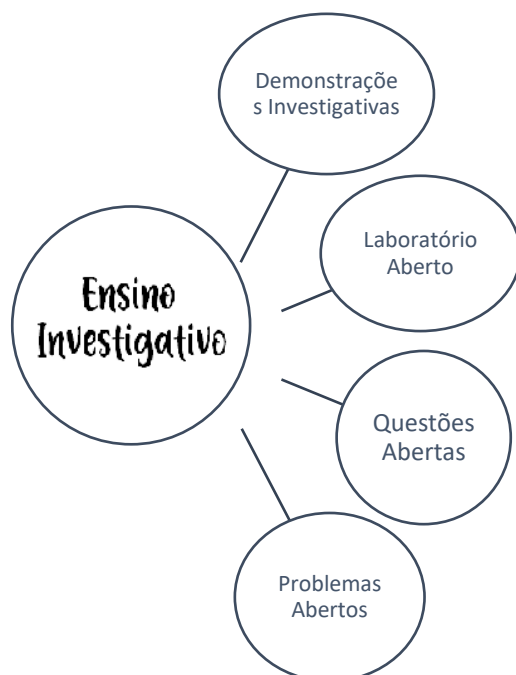 Demonstraçõe
s Investigativas
Laboratório
Aberto
Ensino
Investigativo
Questões
Abertas
Problemas
Abertos